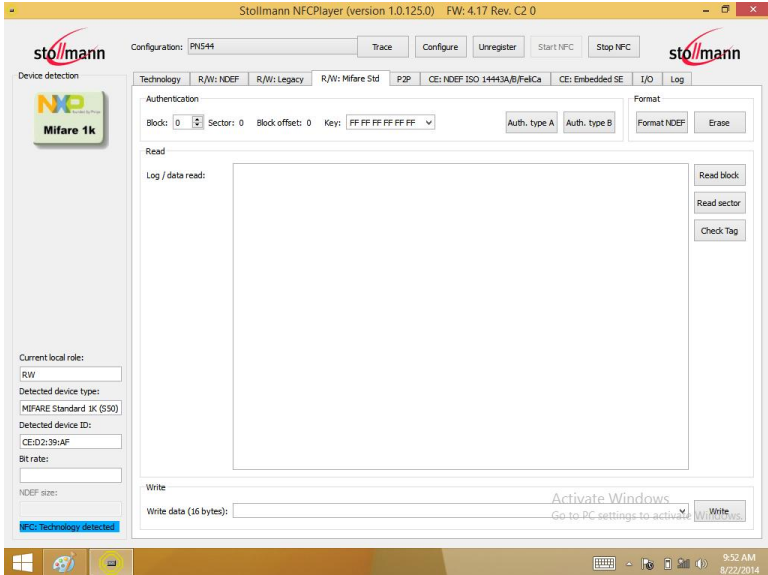 Stollmann NFCPlayer (version 1.0.125.0) FW: 4.17 Rev. C2 0
stollmann
Configuration: PN544
Trace
Configure
Unregister
Start NFC
Stop NFC
stollmann
Device detection
NXP
Mifare 1k
Technology
R/W: NDEF
R/W: Legacy
R/W: Mifare Std
P2P
CE: NDEF ISO 14443A/B/FeliCa
CE: Embedded SE
I/O
Log
Authentication
Block: 0 Sector: 0 Block offset: 0 Key: FF FF FF FF FF FF
Auth. type A
Auth. type B
Format
Format NDEF
Erase
Read
Log / data read:
Read block
Read sector
Check Tag
Current local role:
RW
Detected device type:
MIFARE Standard 1K (S50)
Detected device ID:
CE:D2:39:AF
Bit rate:
NDEF size:
NFC: Technology detected
Write
Write data (16 bytes):
Write
Activate Windows
Go to PC settings to activate Windows.
9:52 AM
8/22/2014